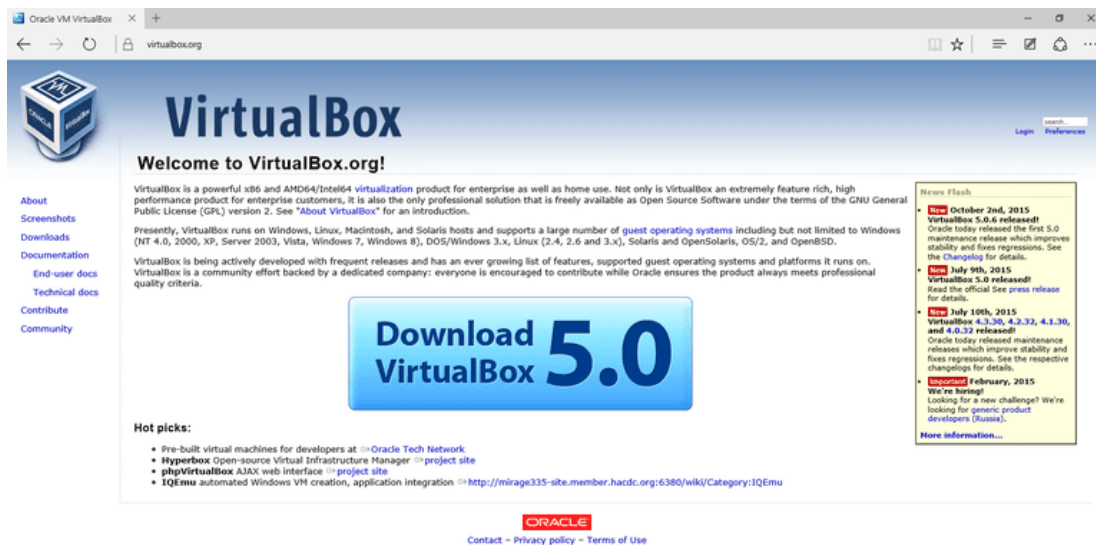 Oracle VM VirtualBox
virtualbox.org
ORACLE
VirtualBox
VirtualBox
search...
Login Preferences
Welcome to VirtualBox.org!
About
Screenshots
Downloads
Documentation
End-user docs
Technical docs
Contribute
Community
VirtualBox is a powerful x86 and AMD64/Intel64 virtualization product for enterprise as well as home use. Not only is VirtualBox an extremely feature rich, high
performance product for enterprise customers, it is also the only professional solution that is freely available as Open Source Software under the terms of the GNU General
Public License (GPL) version 2. See "About VirtualBox" for an introduction.
Presently, VirtualBox runs on Windows, Linux, Macintosh, and Solaris hosts and supports a large number of guest operating systems including but not limited to Windows
(NT 4.0, 2000, XP, Server 2003, Vista, Windows 7, Windows 8), DOS/Windows 3.x, Linux (2.4, 2.6 and 3.x), Solaris and OpenSolaris, OS/2, and OpenBSD.
VirtualBox is being actively developed with frequent releases and has an ever growing list of features, supported guest operating systems and platforms it runs on.
VirtualBox is a community effort backed by a dedicated company: everyone is encouraged to contribute while Oracle ensures the product always meets professional
quality criteria.
Download
VirtualBox 5.0
Hot picks:
• Pre-built virtual machines for developers at Oracle Tech Network
• Hyperbox Open-source Virtual Infrastructure Manager project site
• phpVirtualBox AJAX web interface project site
• IQEmu automated Windows VM creation, application integration http://mirage335-site.member.hacdc.org:6380/wiki/Category:IQEmu
News Flash
• New October 2nd, 2015
VirtualBox 5.0.6 released!
Oracle today released the first 5.0
maintenance release which improves
stability and fixes regressions. See
the Changelog for details.
• New July 9th, 2015
VirtualBox 5.0 released!
Read the official See press release
for details.
• New July 10th, 2015
VirtualBox 4.3.30, 4.2.32, 4.1.30,
and 4.0.32 released!
Oracle today released maintenance
releases which improve stability and
fixes regressions. See the respective
changelogs for details.
• Important February, 2015
We're hiring!
Looking for a new challenge? We're
looking for generic product
developers (Russia).
More information...
ORACLE
Contact – Privacy policy – Terms of Use